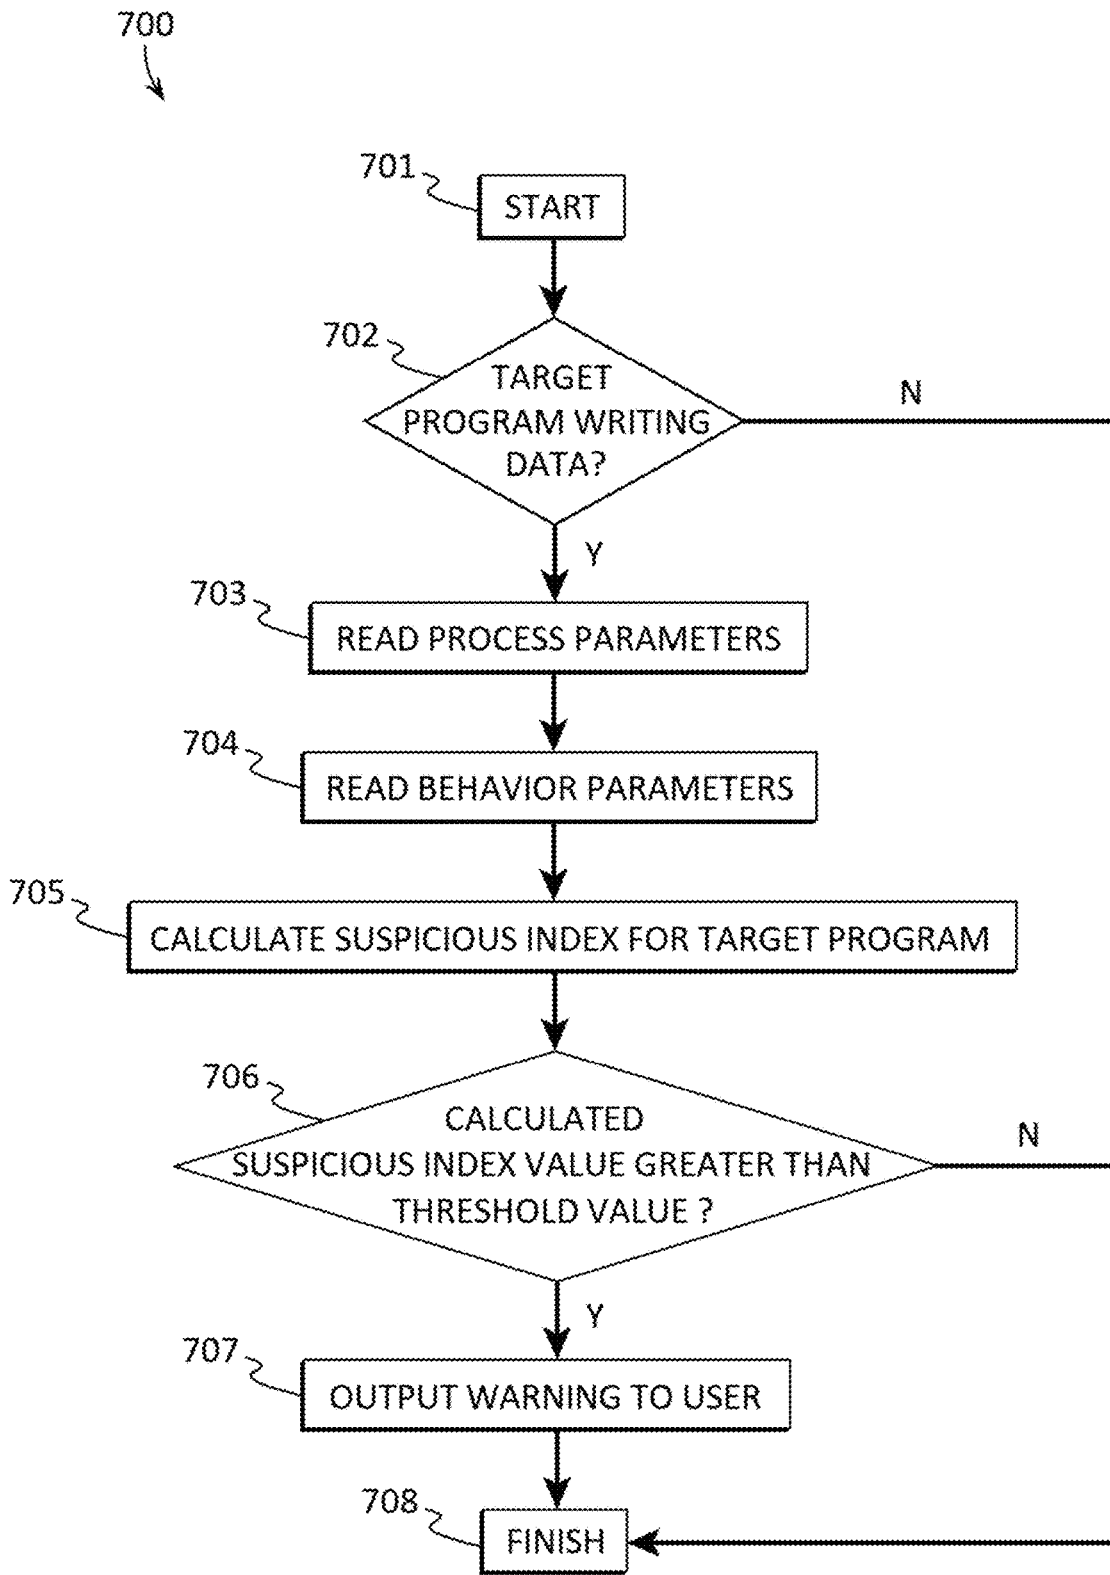 700
701
START
702
TARGET
PROGRAM WRITING
DATA?
N
Y
703
READ PROCESS PARAMETERS
704
READ BEHAVIOR PARAMETERS
705
CALCULATE SUSPICIOUS INDEX FOR TARGET PROGRAM
706
CALCULATED
SUSPICIOUS INDEX VALUE GREATER THAN
THRESHOLD VALUE ?
N
Y
707
OUTPUT WARNING TO USER
708
FINISH